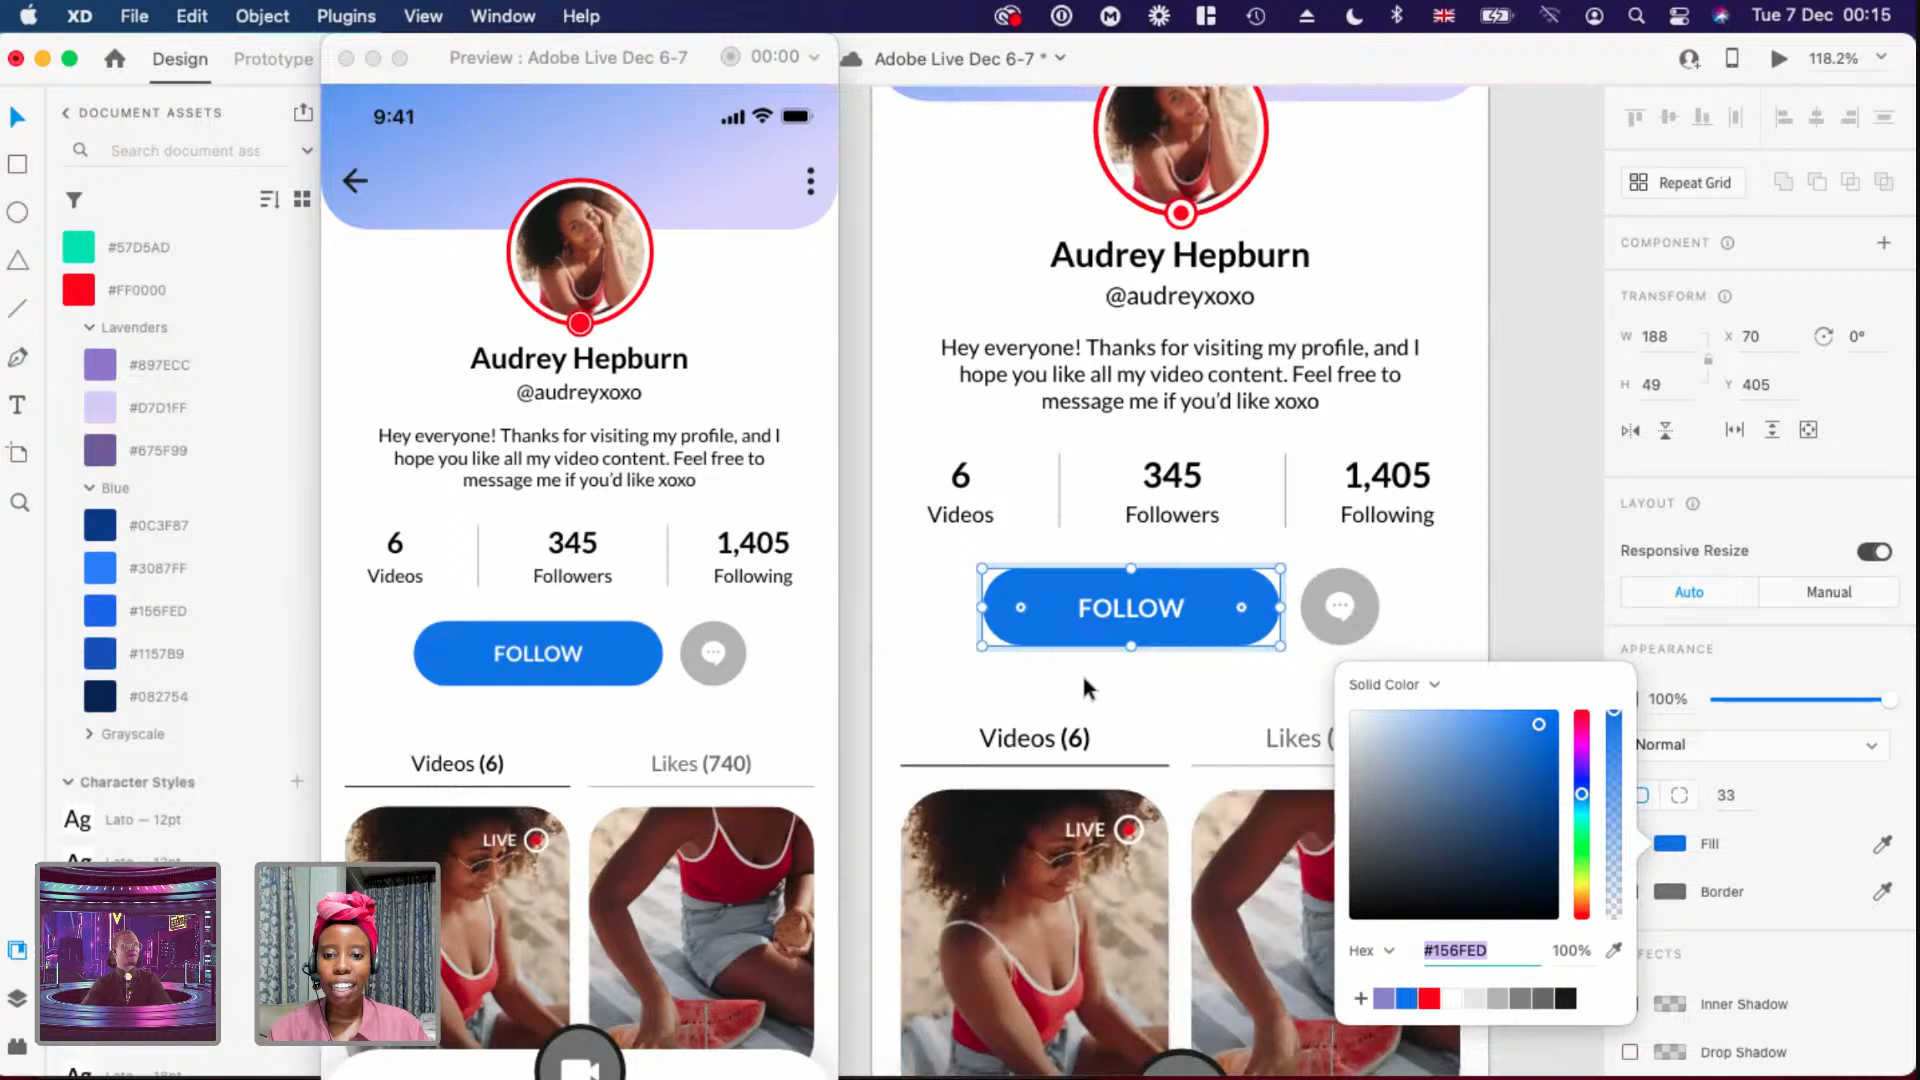 XD File Edit Object Plugins View Window Help
Tue 7 Dec 00:15
Design Prototype
Preview : Adobe Live Dec 6-7
00:00
Adobe Live Dec 6-7 *
118.2%
DOCUMENT ASSETS
Search document ass
#57D5AD
#FF0000
Lavenders
#897ECC
#D7D1FF
#675F99
Blue
#0C3F87
#3087FF
#156FED
#1157B9
#082754
Grayscale
Character Styles
Ag Lato — 12pt
9:41
Audrey Hepburn
@audreyxoxo
Hey everyone! Thanks for visiting my profile, and I
hope you like all my video content. Feel free to
message me if you'd like xoxo
6 345 1,405
Videos Followers Following
FOLLOW
Videos (6) Likes (740)
LIVE
Audrey Hepburn
@audreyxoxo
Hey everyone! Thanks for visiting my profile, and I
hope you like all my video content. Feel free to
message me if you'd like xoxo
6 345 1,405
Videos Followers Following
FOLLOW
Videos (6) Likes (
LIVE
Repeat Grid
COMPONENT
TRANSFORM
W 188 X 70 0°
H 49 Y 405
LAYOUT
Responsive Resize
Auto Manual
APPEARANCE
100%
Normal
33
Fill
Border
Inner Shadow
Drop Shadow
Solid Color
Hex #156FED 100%